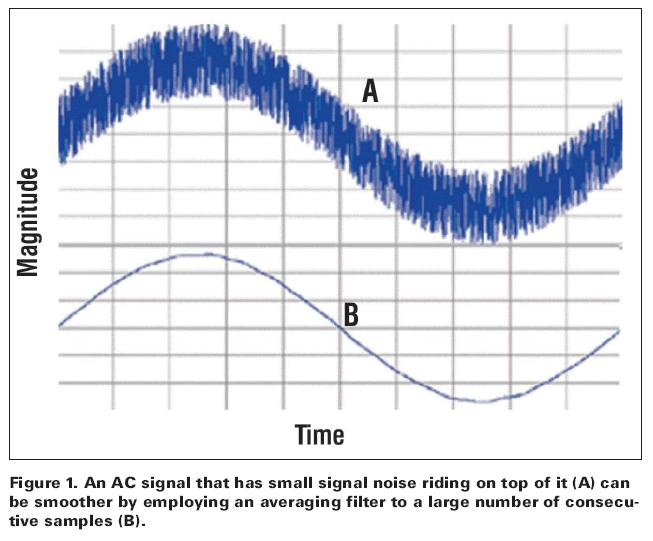 A
Magnitude
B
Time
Figure 1. An AC signal that has small signal noise riding on top of it (A) can
be smoother by employing an averaging filter to a large number of consecu-
tive samples (B).